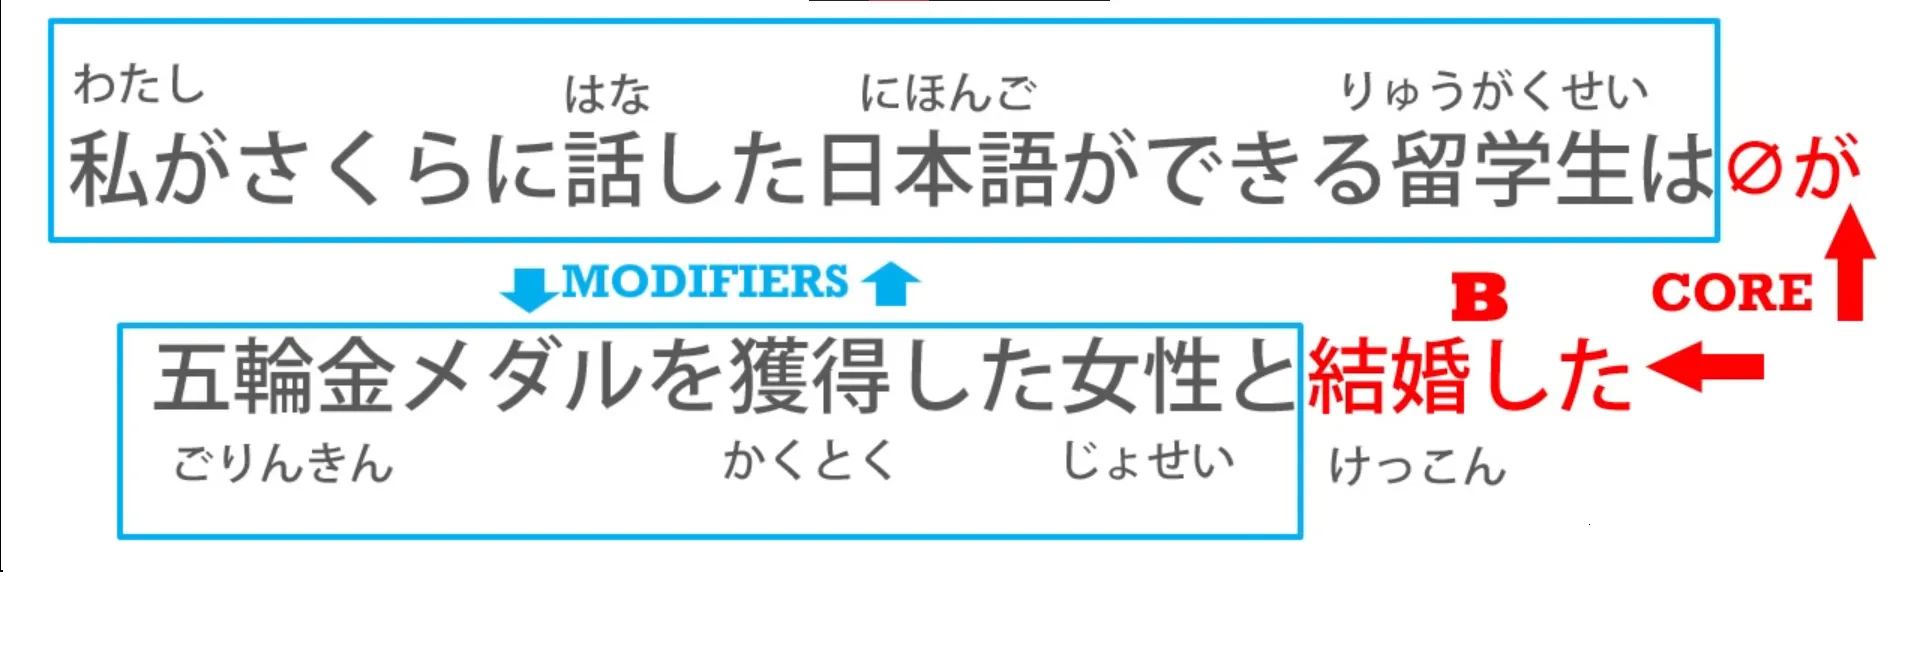 わたし はな にほんご りゅうがくせい
私がさくらに話した日本語ができる留学生は∅が
MODIFIERS B CORE
五輪金メダルを獲得した女性と結婚した
ごりんきん かくとく じょせい けっこん